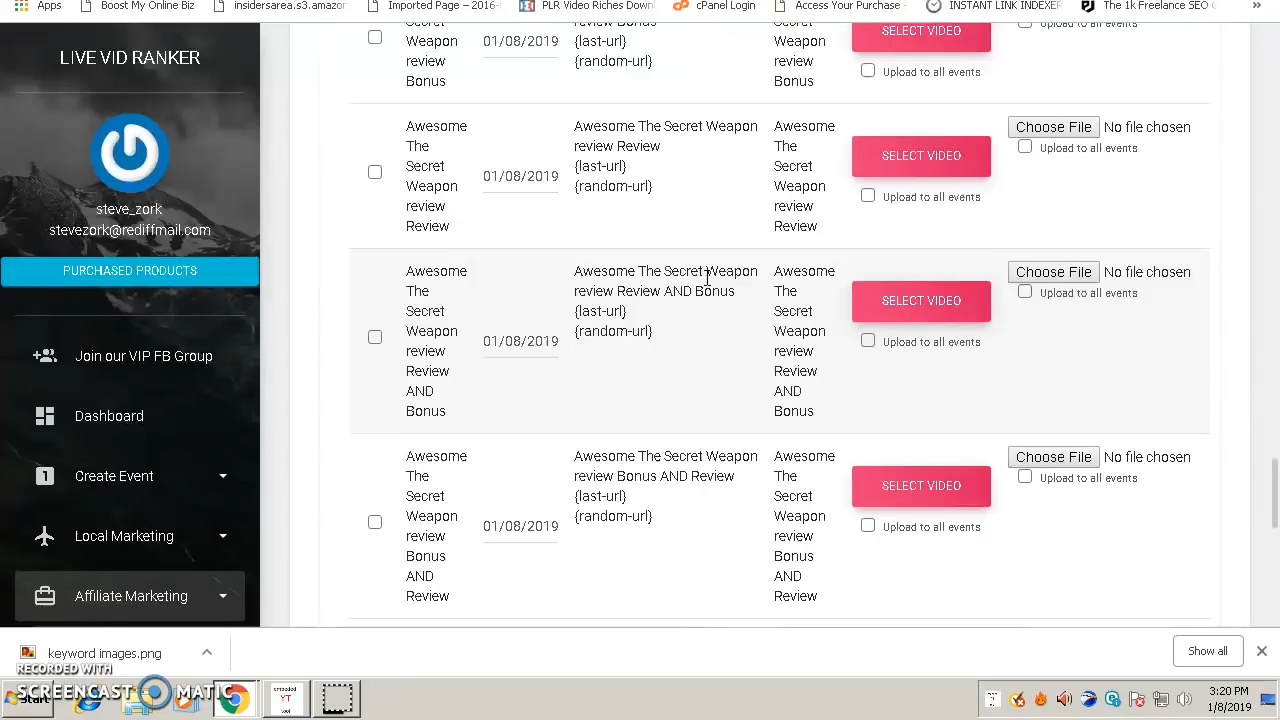 Apps
Boost My Online Biz
insidersarea.s3.amazor
Imported Page – 2016-
PLR Video Riches Down
cPanel Login
Access Your Purchase -
INSTANT LINK INDEXER
The 1k Freelance SEO
»
LIVE VID RANKER
steve_zork
stevezork@rediffmail.com
PURCHASED PRODUCTS
Join our VIP FB Group
Dashboard
Create Event
Local Marketing
Affiliate Marketing
Secret
Weapon
review
Bonus
01/08/2019
review Bonus
{last-url}
{random-url}
Secret
Weapon
review
Bonus
SELECT VIDEO
Upload to all events
Upload to all events
Awesome
The
Secret
Weapon
review
Review
01/08/2019
Awesome The Secret Weapon
review Review
{last-url}
{random-url}
Awesome
The
Secret
Weapon
review
Review
SELECT VIDEO
Upload to all events
Choose File No file chosen
Upload to all events
Awesome
The
Secret
Weapon
review
Review
AND
Bonus
01/08/2019
Awesome The Secret Weapon
review Review AND Bonus
{last-url}
{random-url}
Awesome
The
Secret
Weapon
review
Review
AND
Bonus
SELECT VIDEO
Upload to all events
Choose File No file chosen
Upload to all events
Awesome
The
Secret
Weapon
review
Bonus
AND
Review
01/08/2019
Awesome The Secret Weapon
review Bonus AND Review
{last-url}
{random-url}
Awesome
The
Secret
Weapon
review
Bonus
AND
Review
SELECT VIDEO
Upload to all events
Choose File No file chosen
Upload to all events
keyword images.png
Show all
RECORDED WITH
SCREENCAST MATIC
Start
embedded
YT
tool
3:20 PM
1/8/2019